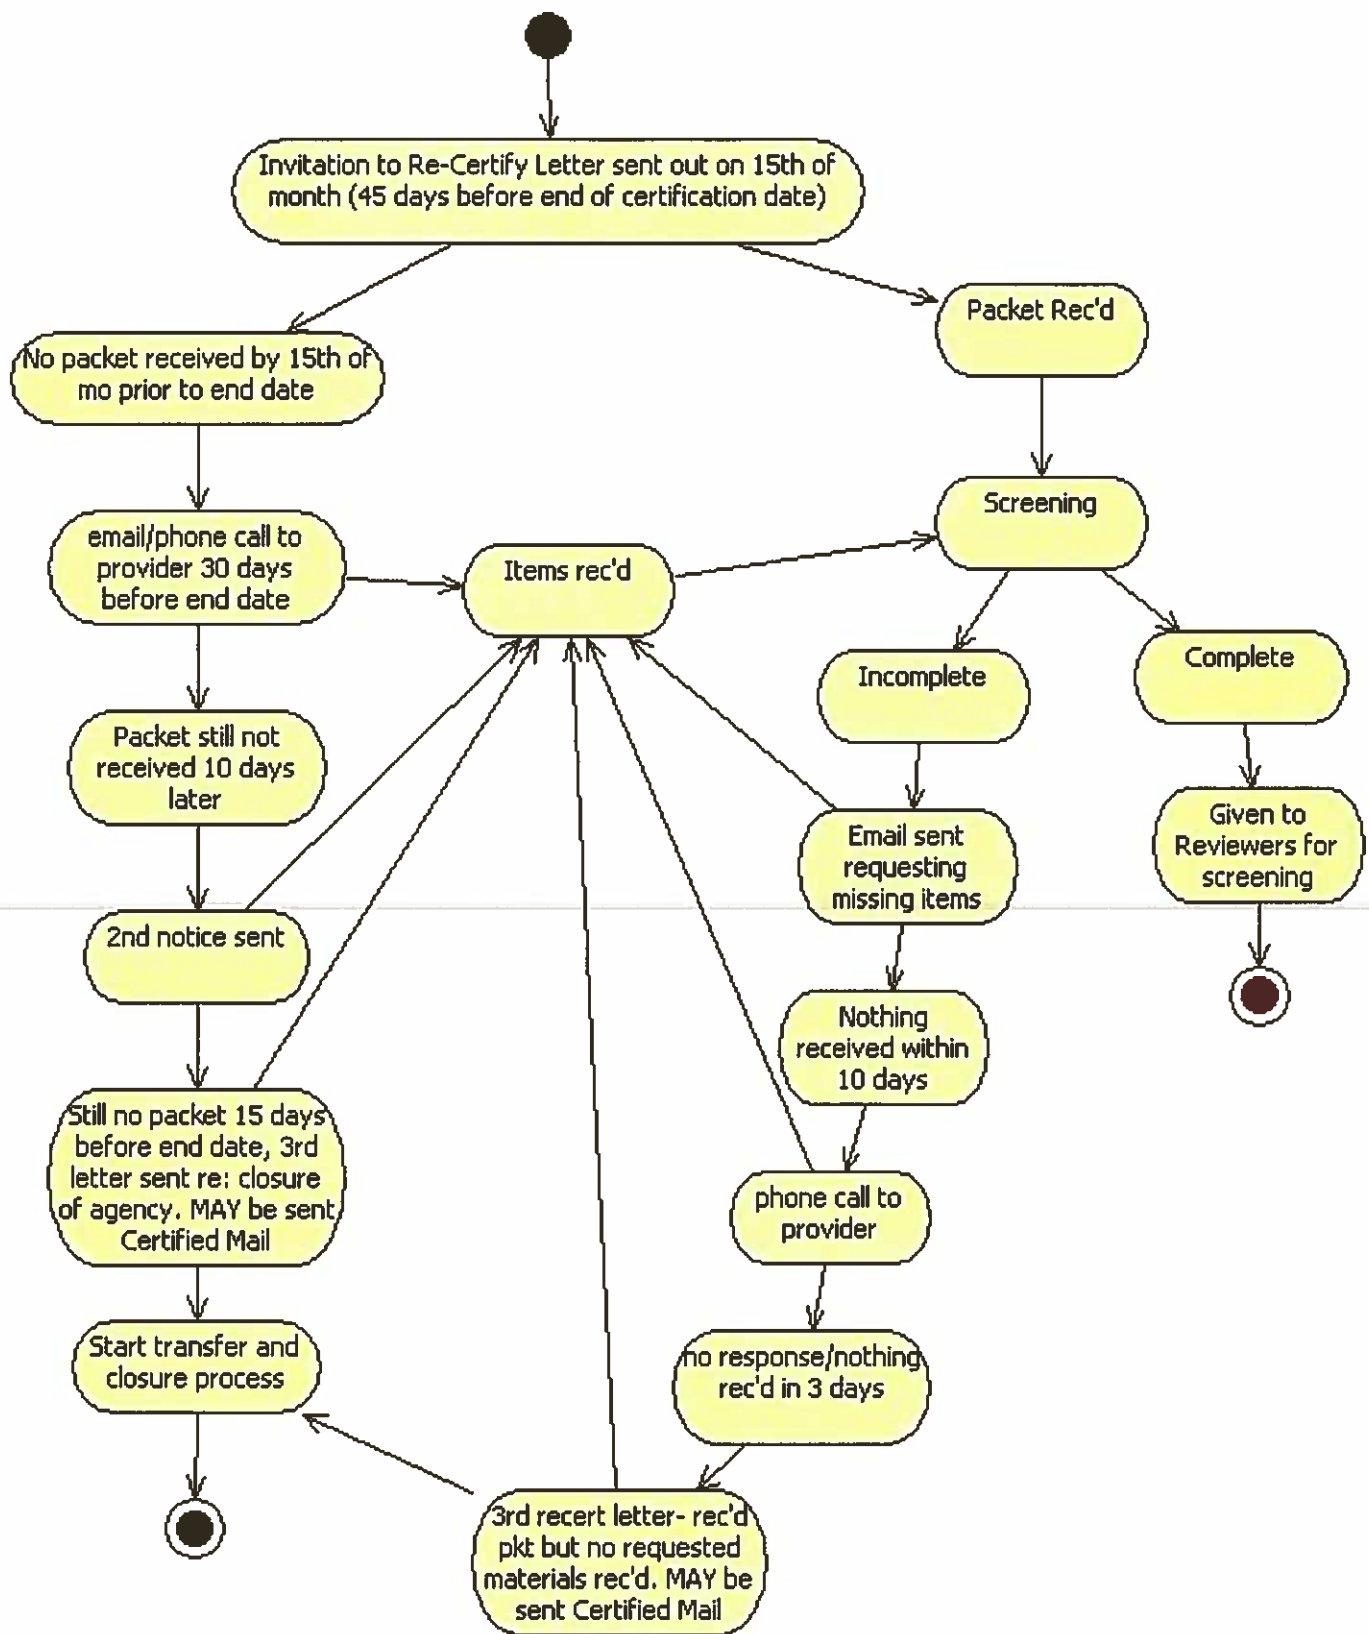 Invitation to Re-Certify Letter sent out on 15th of
month (45 days before end of certification date)
Packet Rec'd
No packet received by 15th of
mo prior to end date
Screening
email/phone call to
provider 30 days
before end date
Items rec'd
Incomplete
Complete
Packet still not
received 10 days
later
Email sent
requesting
missing items
Given to
Reviewers for
screening
2nd notice sent
Nothing
received within
10 days
Still no packet 15 days
before end date, 3rd
letter sent re: closure
of agency. MAY be sent
Certified Mail
phone call to
provider
Start transfer and
closure process
no response/nothing
rec'd in 3 days
3rd recert letter- rec'd
pkt but no requested
materials rec'd. MAY be
sent Certified Mail